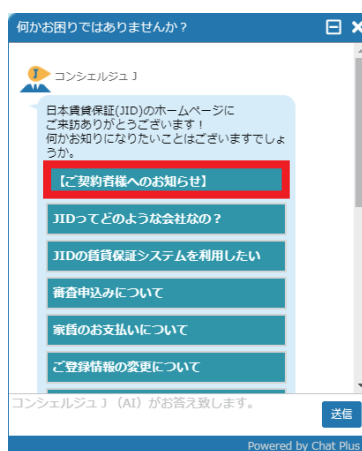 何かお困りではありませんか？
コンシェルジュ J
日本賃貸保証(JID)のホームページに
ご来訪ありがとうございます！
何かお知りになりたいことはございますでしょ
うか。
【ご契約者様へのお知らせ】
JIDってどのような会社なの？
JIDの賃貸保証システムを利用したい
審査申込みについて
家賃のお支払いについて
ご登録情報の変更について
コンシェルジュ J （AI）がお答え致します。
送信
Powered by Chat Plus